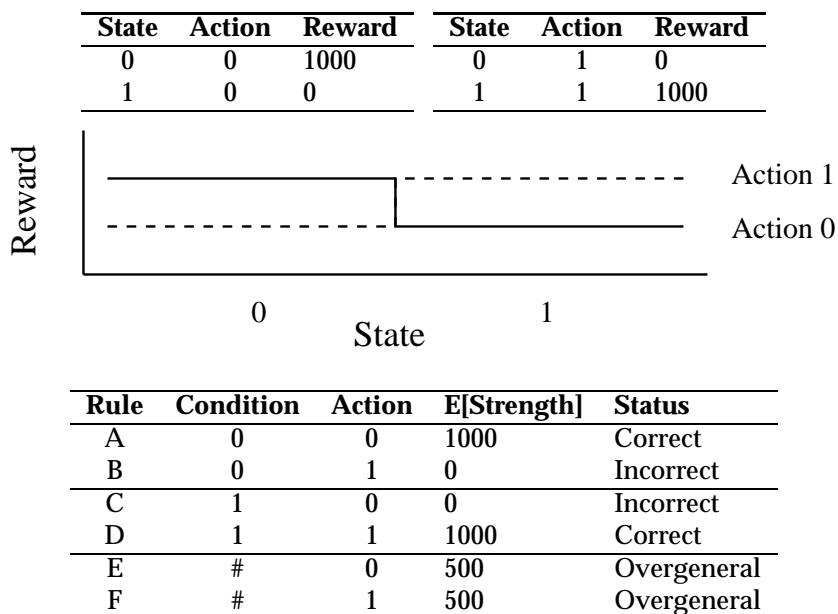 State Action Reward State Action Reward
0 0 1000 0 1 0
1 0 0 1 1 1000
Reward
Action 1
Action 0
0 1
State
Rule Condition Action E[Strength] Status
A 0 0 1000 Correct
B 0 1 0 Incorrect
C 1 0 0 Incorrect
D 1 1 1000 Correct
E # 0 500 Overgeneral
F # 1 500 Overgeneral